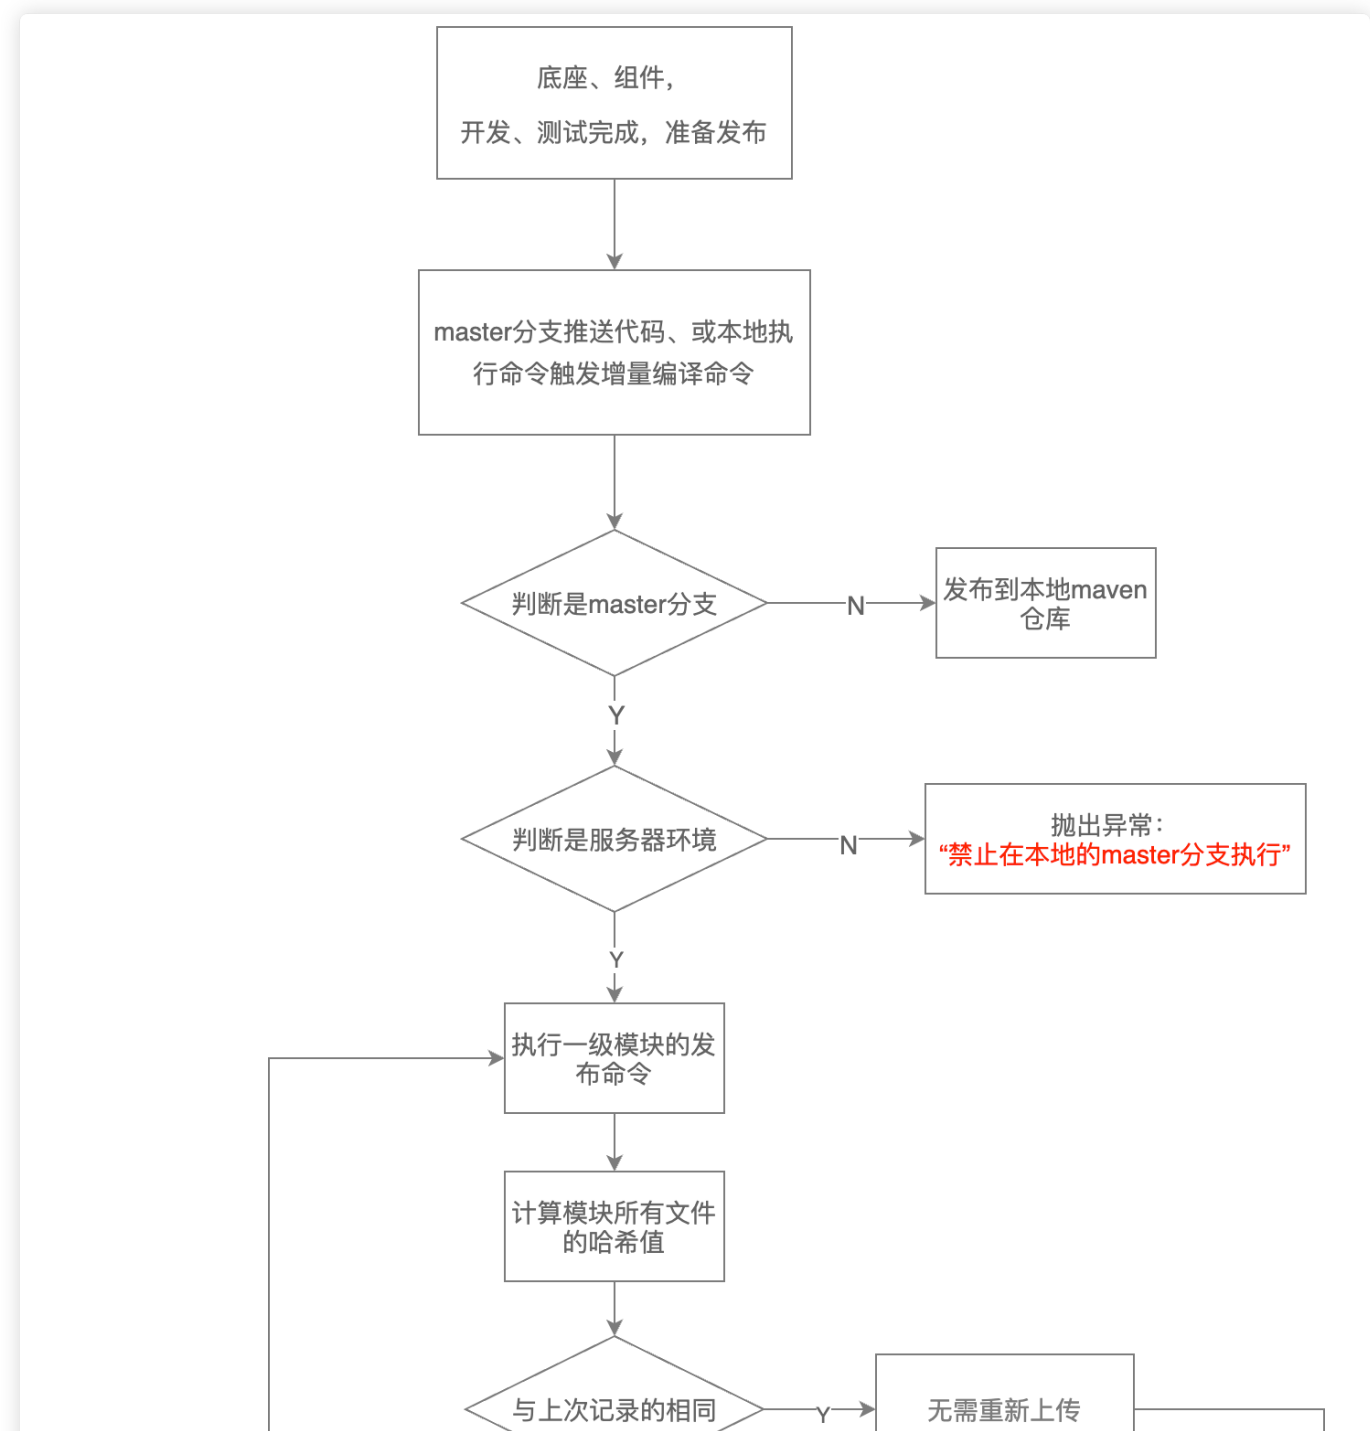 底座、组件，
开发、测试完成，准备发布
master分支推送代码、或本地执
行命令触发增量编译命令
判断是master分支
N
发布到本地maven
仓库
Y
判断是服务器环境
N
抛出异常：
“禁止在本地的master分支执行”
Y
执行一级模块的发
布命令
计算模块所有文件
的哈希值
与上次记录的相同
Y
无需重新上传